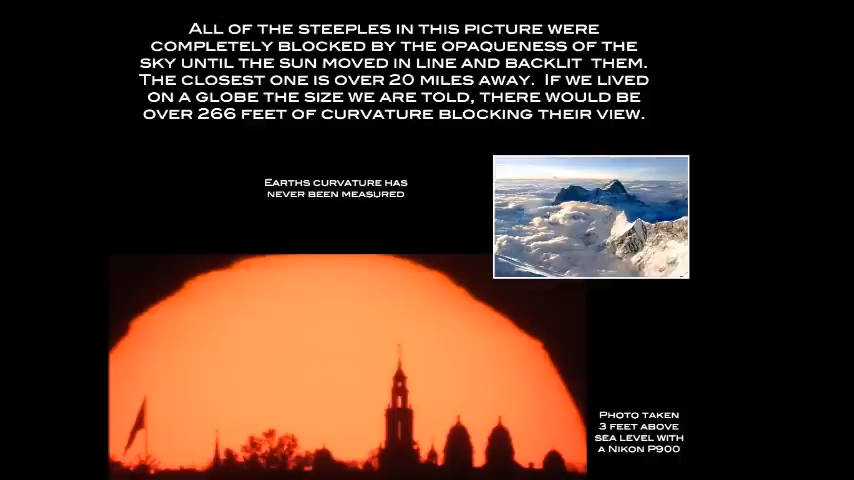 All of the steeples in this picture were
completely blocked by the opaqueness of the
sky until the sun moved in line and backlit them.
The closest one is over 20 miles away. If we lived
on a globe the size we are told, there would be
over 266 feet of curvature blocking their view.
Earths curvature has
never been measured
Photo taken
3 feet above
sea level with
a Nikon P900